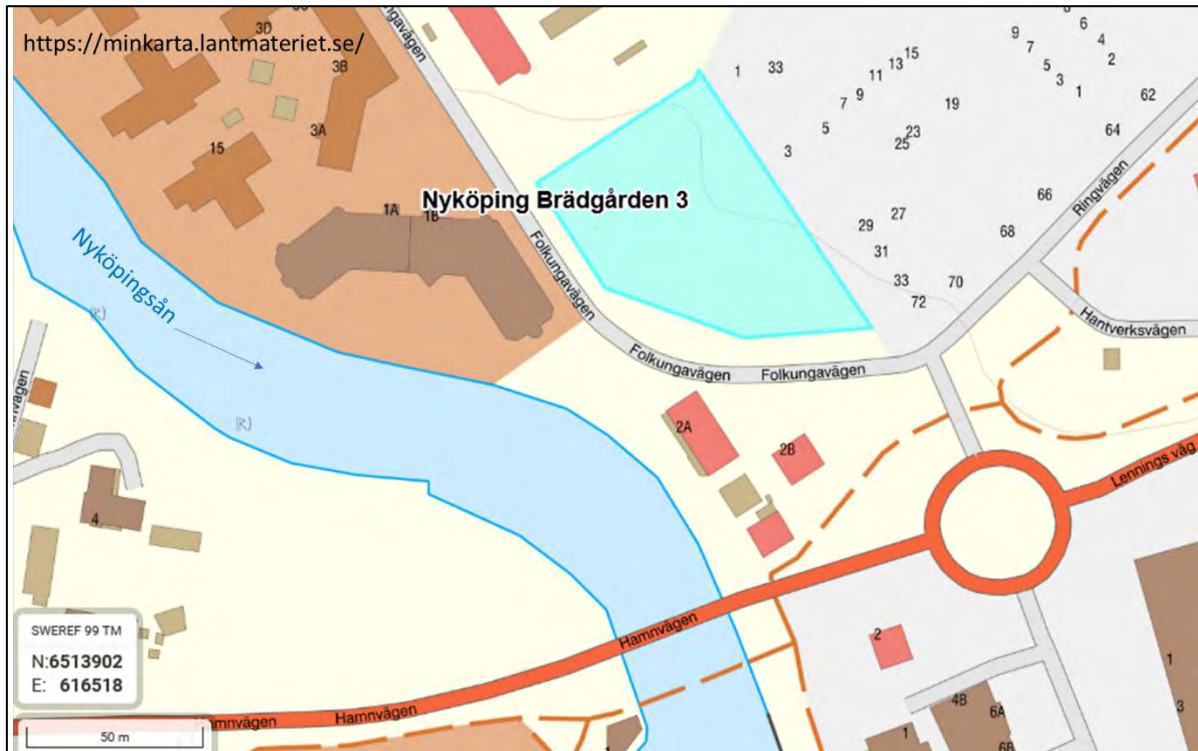 https://minkarta.lantmateriet.se/
3D
3B
3A
15
1A
1B
Nyköping Brädgården 3
Folkungavägen
Folkungavägen
Folkungavägen
Nyköpingsån
(R)
(R)
1
33
3
5
7
9
11
13
15
19
23
25
27
29
31
33
70
72
68
66
64
62
9
7
5
3
1
6
4
2
Ringvägen
Hantverksvägen
Lennings väg
2A
2B
4
Hamnvägen
Hamnvägen
Hamnvägen
2
4B
6A
6B
1
1
3
1
SWEREF 99 TM
N:6513902
E: 616518
50 m